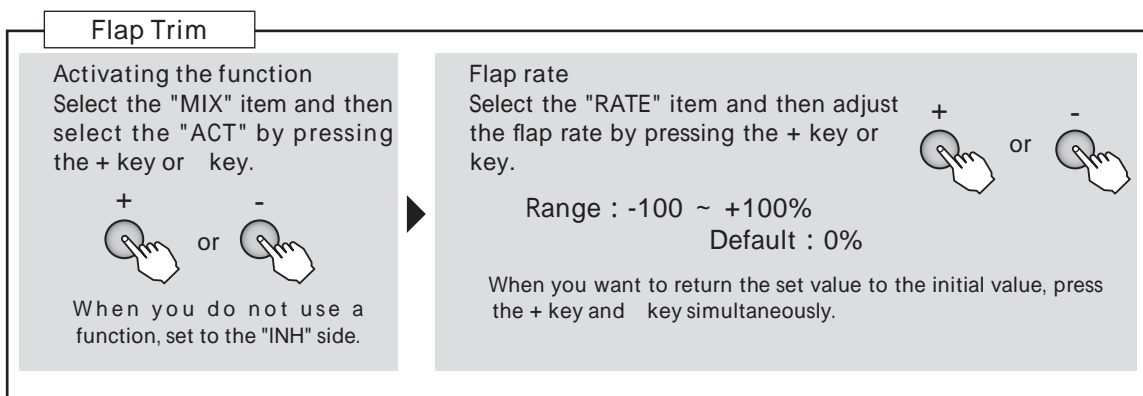 Flap Trim
Activating the function
Select the "MIX" item and then
select the "ACT" by pressing
the + key or key.
+ -
or
When you do not use a
function, set to the "INH" side.
Flap rate
Select the "RATE" item and then adjust
the flap rate by pressing the + key or
key.
+ -
or
Range : -100 ~ +100%
Default : 0%
When you want to return the set value to the initial value, press
the + key and key simultaneously.